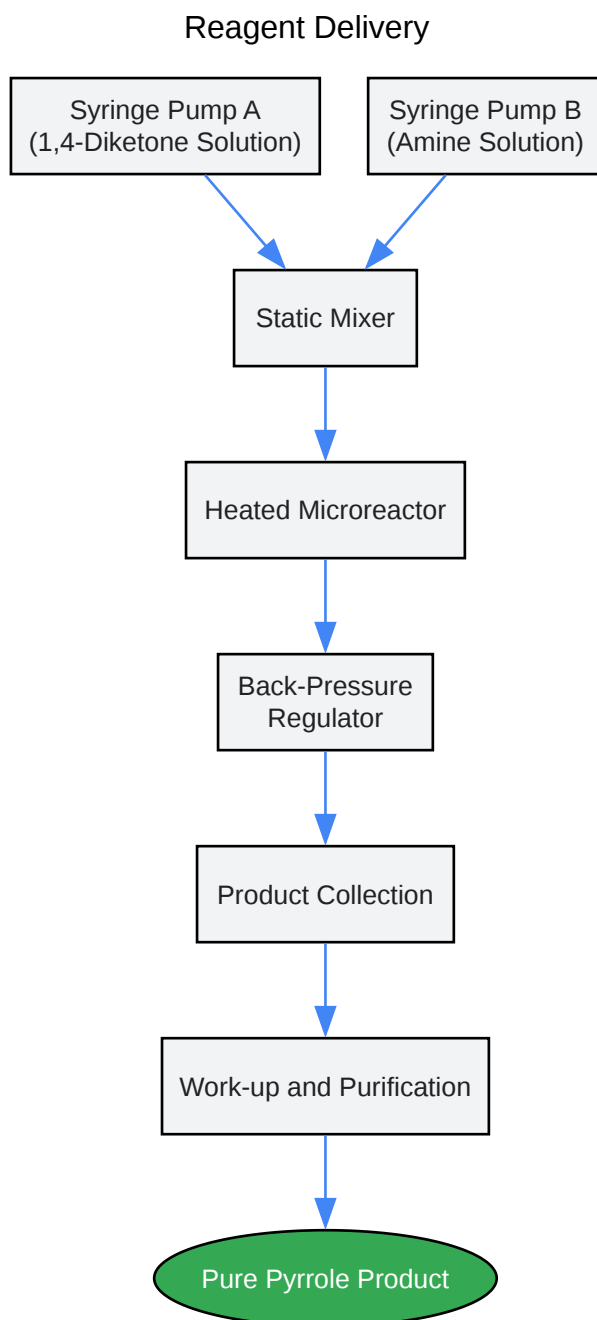 Reagent Delivery
Syringe Pump A
(1,4-Diketone Solution)
Syringe Pump B
(Amine Solution)
Static Mixer
Heated Microreactor
Back-Pressure
Regulator
Product Collection
Work-up and Purification
Pure Pyrrole Product